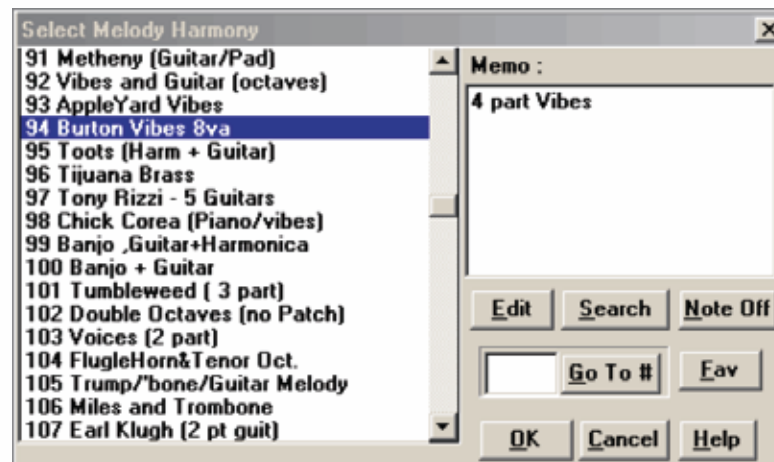 Select Melody Harmony
91 Metheny (Guitar/Pad)
92 Vibes and Guitar (octaves)
93 AppleYard Vibes
94 Burton Vibes 8va
95 Toots (Harm + Guitar)
96 Tijuana Brass
97 Tony Rizzi - 5 Guitars
98 Chick Corea (Piano/vibes)
99 Banjo ,Guitar+Harmonica
100 Banjo + Guitar
101 Tumbleweed ( 3 part)
102 Double Octaves (no Patch)
103 Voices (2 part)
104 FlugleHorn&Tenor Oct.
105 Trump/'bone/Guitar Melody
106 Miles and Trombone
107 Earl Klugh (2 pt guit)
Memo :
4 part Vibes
Edit Search Note Off
Go To # Fav
OK Cancel Help